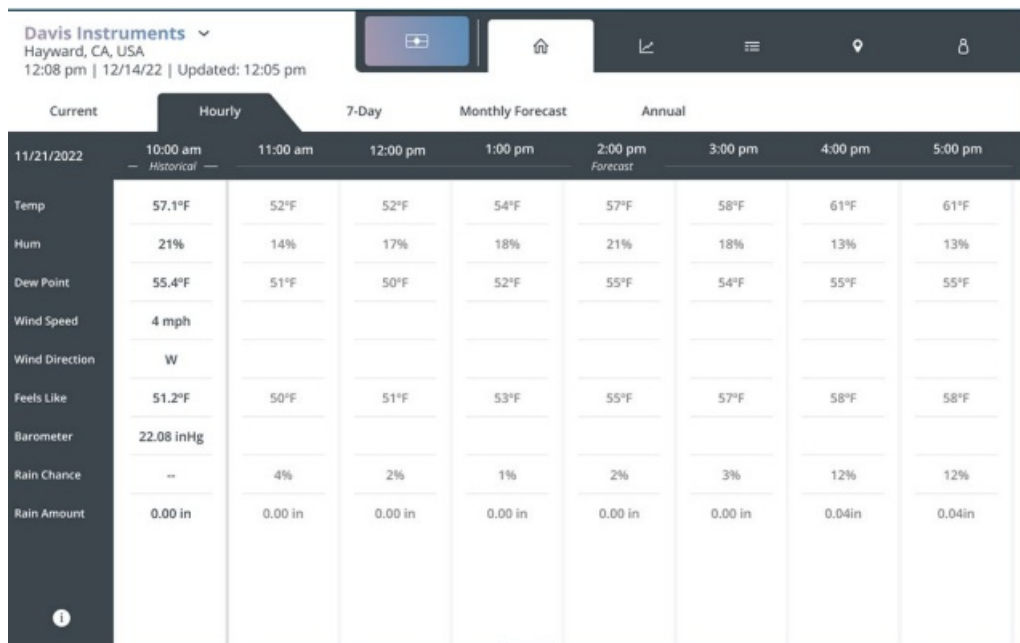 Davis Instruments
Hayward, CA, USA
12:08 pm | 12/14/22 | Updated: 12:05 pm
Current Hourly 7-Day Monthly Forecast Annual
11/21/2022 10:00 am 11:00 am 12:00 pm 1:00 pm 2:00 pm 3:00 pm 4:00 pm 5:00 pm
Historical Forecast
Temp 57.1°F 52°F 52°F 54°F 57°F 58°F 61°F 61°F
Hum 21% 14% 17% 18% 21% 18% 13% 13%
Dew Point 55.4°F 51°F 50°F 52°F 55°F 54°F 55°F 55°F
Wind Speed 4 mph
Wind Direction W
Feels Like 51.2°F 50°F 51°F 53°F 55°F 57°F 58°F 58°F
Barometer 22.08 inHg
Rain Chance -- 4% 2% 1% 2% 3% 12% 12%
Rain Amount 0.00 in 0.00 in 0.00 in 0.00 in 0.00 in 0.00 in 0.04in 0.04in